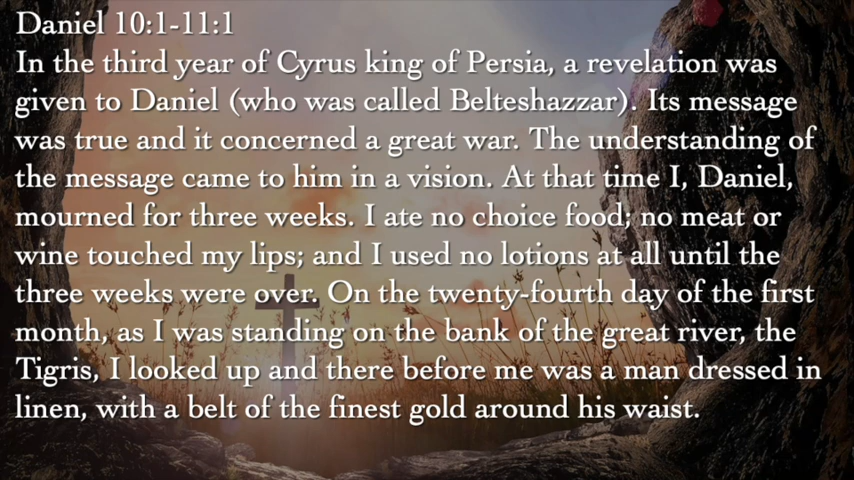 Daniel 10:1-11:1
In the third year of Cyrus king of Persia, a revelation was
given to Daniel (who was called Belteshazzar). Its message
was true and it concerned a great war. The understanding of
the message came to him in a vision. At that time I, Daniel,
mourned for three weeks. I ate no choice food; no meat or
wine touched my lips; and I used no lotions at all until the
three weeks were over. On the twenty-fourth day of the first
month, as I was standing on the bank of the great river, the
Tigris, I looked up and there before me was a man dressed in
linen, with a belt of the finest gold around his waist.